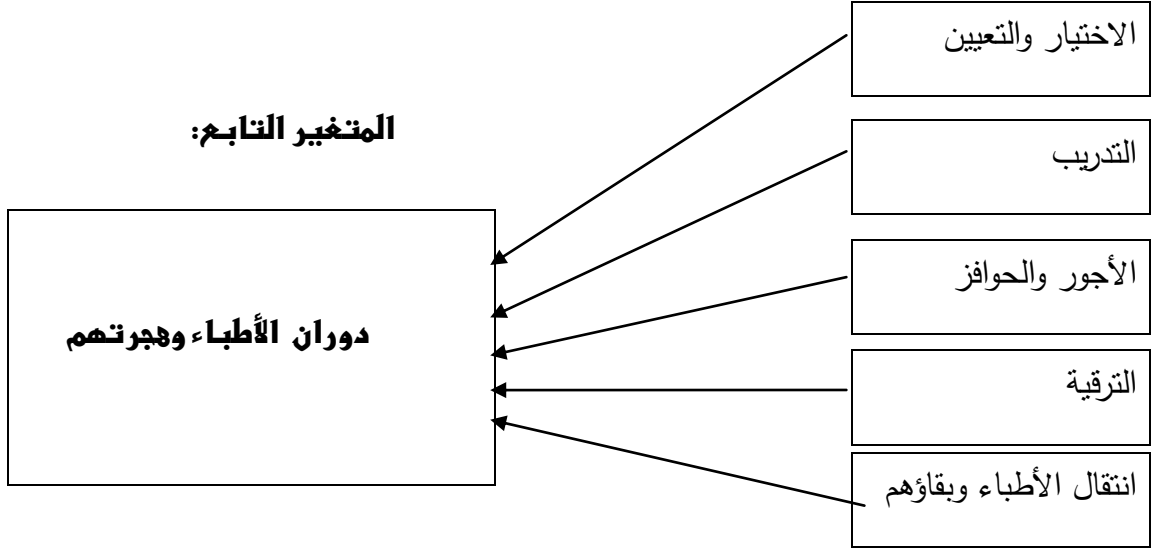 الاختيار والتعيين
التدريب
الأجور والحوافز
الترقية
انتقال الأطباء وبقاؤهم
المتغير التابع:
دوران الأطباء وهجرتهم